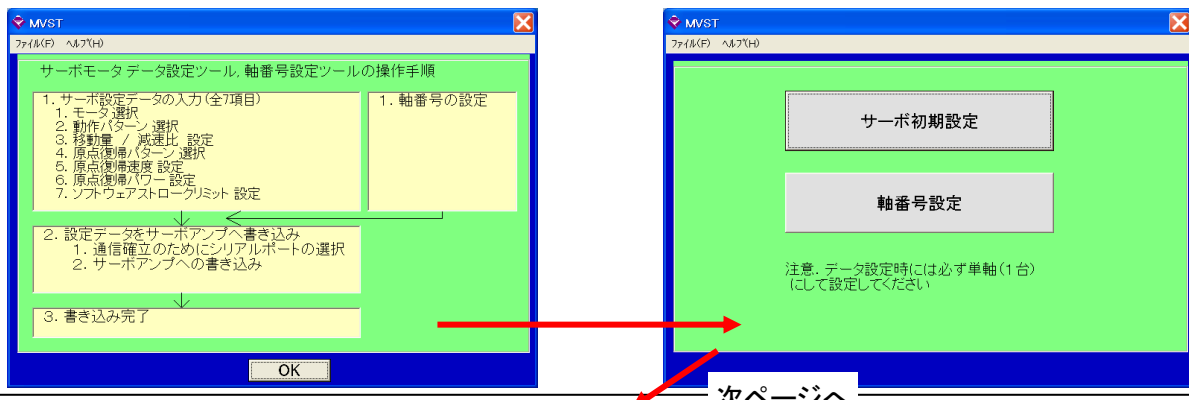 MVST
ファイル(F) ヘルプ(H)
サーボモータ データ設定ツール, 軸番号設定ツールの操作手順
1. サーボ設定データの入力(全7項目)
1. モータ 選択
2. 動作パターン 選択
3. 移動量 / 減速比 設定
4. 原点復帰パターン 選択
5. 原点復帰速度 設定
6. 原点復帰パワー 設定
7. ソフトウェアストロークリミット 設定
1. 軸番号の設定
2. 設定データをサーボアンプへ書き込み
1. 通信確立のためにシリアルポートの選択
2. サーボアンプへの書き込み
3. 書き込み完了
OK
MVST
ファイル(F) ヘルプ(H)
サーボ初期設定
軸番号設定
注意. データ設定時には必ず単軸(1台)
にして設定してください
次ページへ